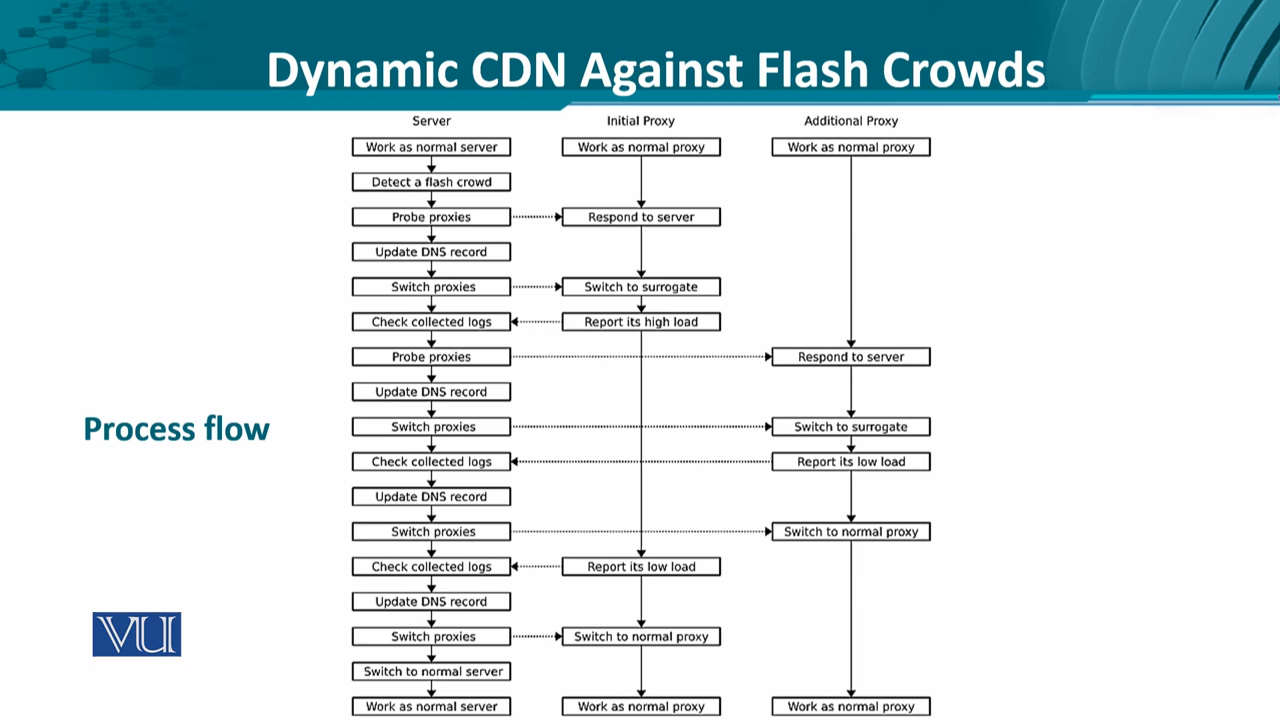 Dynamic CDN Against Flash Crowds
Server Initial Proxy Additional Proxy
Work as normal server Work as normal proxy Work as normal proxy
Detect a flash crowd
Probe proxies Respond to server
Update DNS record
Switch proxies Switch to surrogate
Check collected logs Report its high load
Probe proxies Respond to server
Update DNS record
Process flow
Switch proxies Switch to surrogate
Check collected logs Report its low load
Update DNS record
Switch proxies Switch to normal proxy
Check collected logs Report its low load
Update DNS record
VU
Switch proxies Switch to normal proxy
Switch to normal server
Work as normal server Work as normal proxy Work as normal proxy